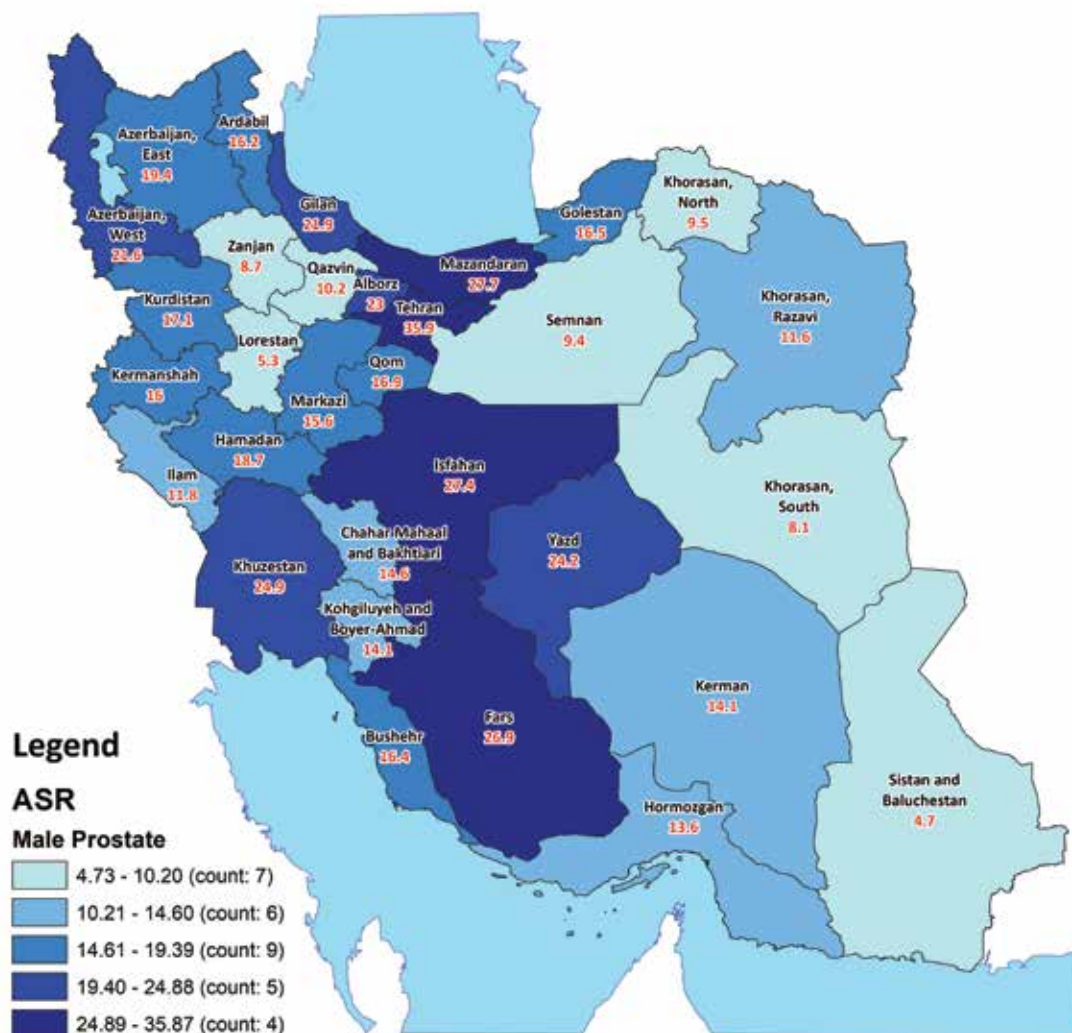 Ardabil
16.2
Azerbaijan,
East
19.4
Khorasan,
North
9.5
Gilan
21.9
Golestan
16.5
Azerbaijan,
West
21.6
Zanjan
8.7
Mazandaran
27.7
Qazvin
10.2
Alborz
23
Kurdistan
17.1
Tehran
35.9
Khorasan,
Razavi
11.6
Semnan
9.4
Lorestan
5.3
Kermanshah
16
Qom
16.9
Markazi
15.6
Hamadan
18.7
Isfahan
27.4
Ilam
11.8
Khorasan,
South
8.1
Chahar Mahaal
and Bakhtiari
14.6
Yazd
24.2
Khuzestan
24.9
Kohgiluyeh and
Boyer-Ahmad
14.1
Kerman
14.1
Fars
26.9
Bushehr
16.4
Sistan and
Baluchestan
4.7
Hormozgan
13.6
Legend
ASR
Male Prostate
4.73 - 10.20 (count: 7)
10.21 - 14.60 (count: 6)
14.61 - 19.39 (count: 9)
19.40 - 24.88 (count: 5)
24.89 - 35.87 (count: 4)